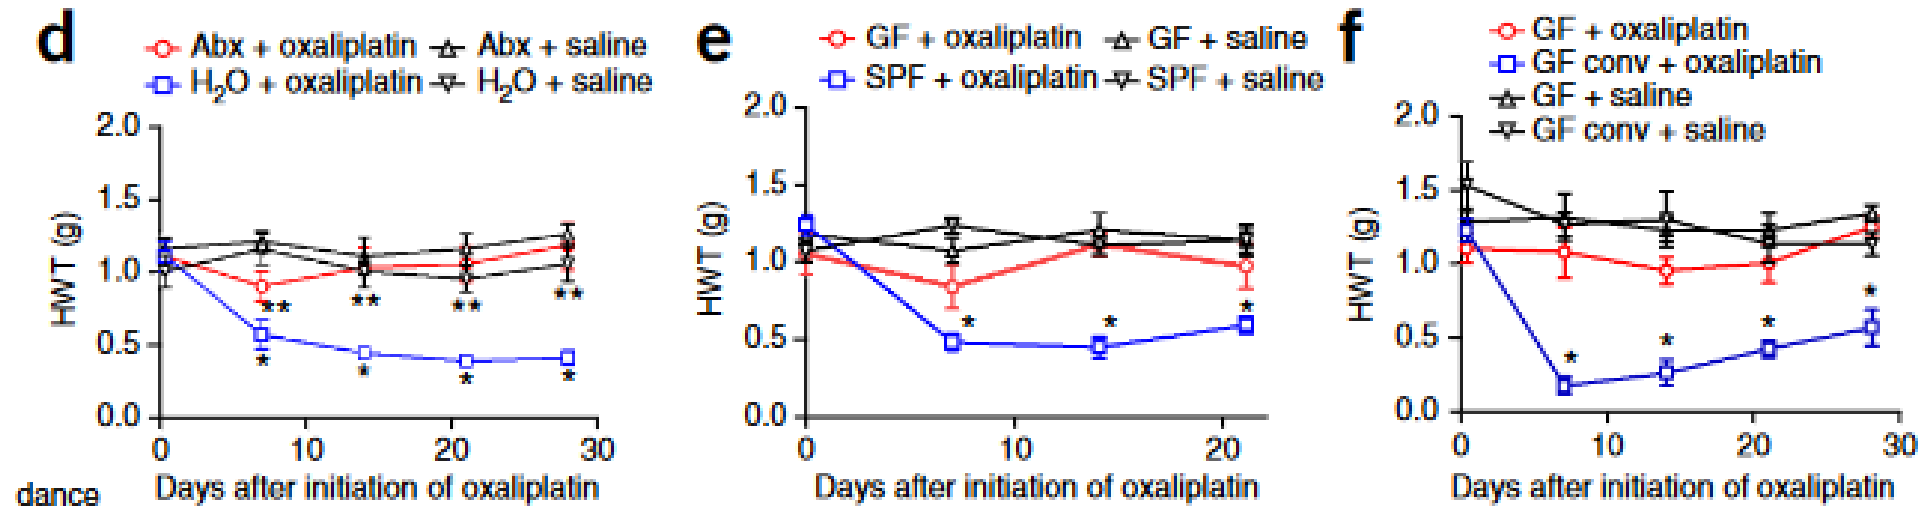 d
Abx + oxaliplatin Abx + saline
H2O + oxaliplatin H2O + saline
2.0
1.5
1.0
0.5
0.0
HWT (g)
** ** ** **
* * * *
0 10 20 30
Days after initiation of oxaliplatin
dance
e
GF + oxaliplatin GF + saline
SPF + oxaliplatin SPF + saline
2.0
1.5
1.0
0.5
0.0
HWT (g)
* * *
0 10 20
Days after initiation of oxaliplatin
f
GF + oxaliplatin
GF conv + oxaliplatin
GF + saline
GF conv + saline
2.0
1.5
1.0
0.5
0.0
HWT (g)
* * * *
0 10 20 30
Days after initiation of oxaliplatin